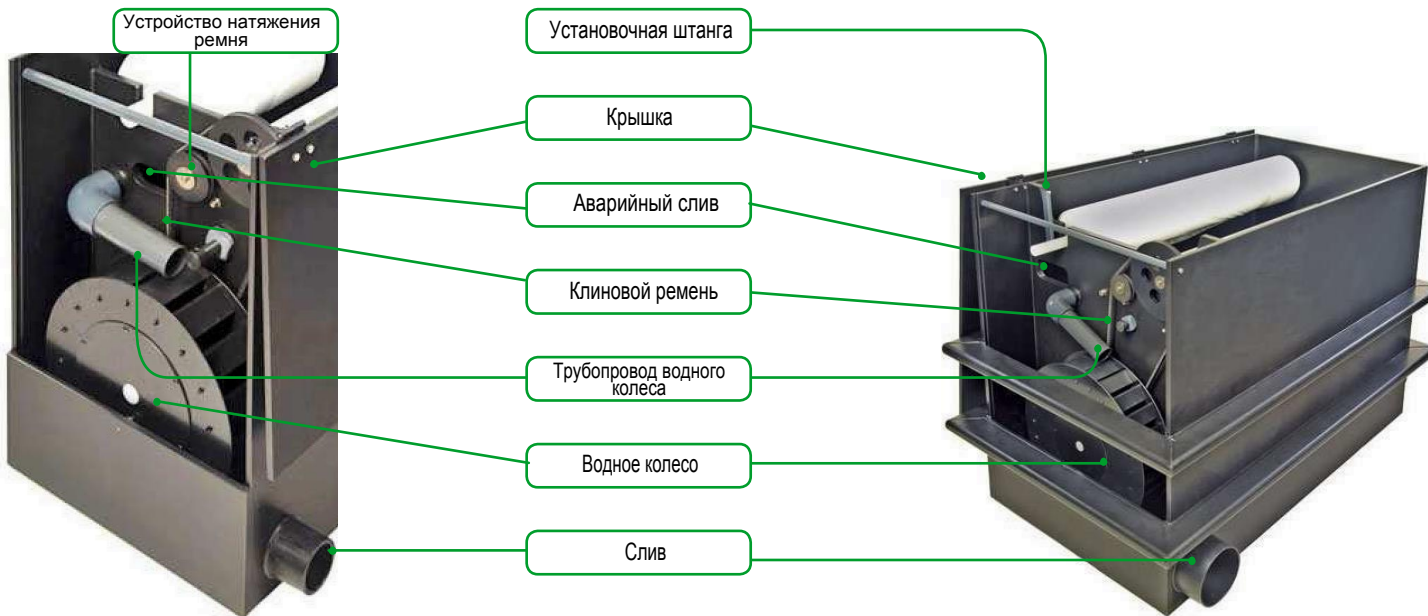 Устройство натяжения
ремня
Установочная штанга
Крышка
Аварийный слив
Клиновой ремень
Трубопровод водного
колеса
Водное колесо
Слив